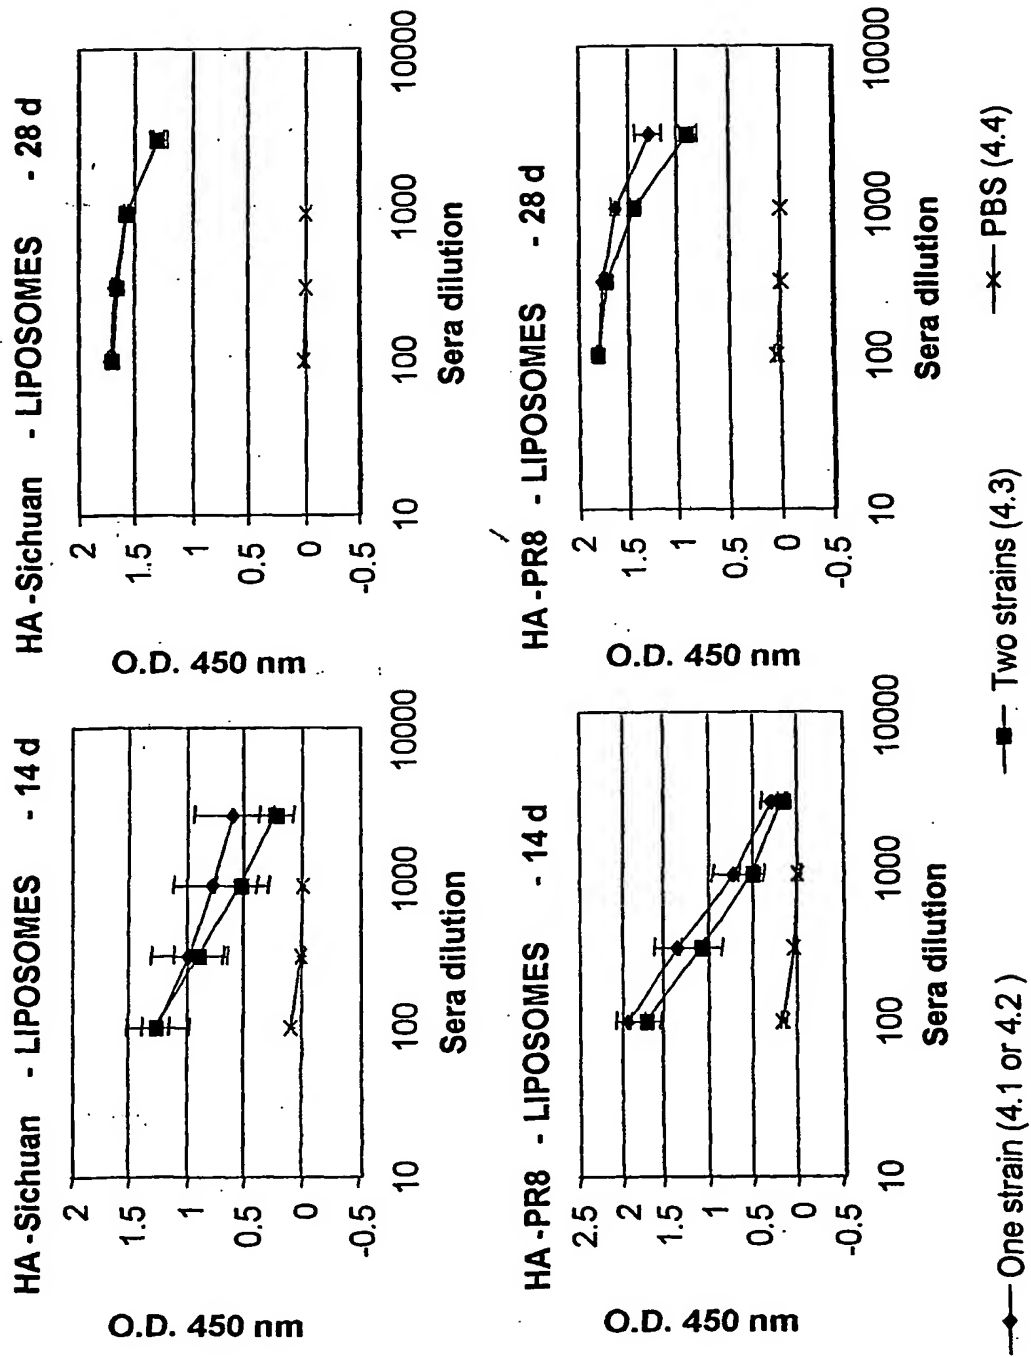 HA-Sichuan - LIPOSOMES - 14 d
2
1.5
1
0.5
0
-0.5
O.D. 450 nm
10 100 1000 10000
Sera dilution
HA-Sichuan - LIPOSOMES - 28 d
2
1.5
1
0.5
0
-0.5
O.D. 450 nm
10 100 1000 10000
Sera dilution
HA-PR8 - LIPOSOMES - 14 d
2.5
2
1.5
1
0.5
0
-0.5
O.D. 450 nm
10 100 1000 10000
Sera dilution
HA-PR8 - LIPOSOMES - 28 d
2
1.5
1
0.5
0
-0.5
O.D. 450 nm
10 100 1000 10000
Sera dilution
One strain (4.1 or 4.2 )
Two strains (4.3)
PBS (4.4)